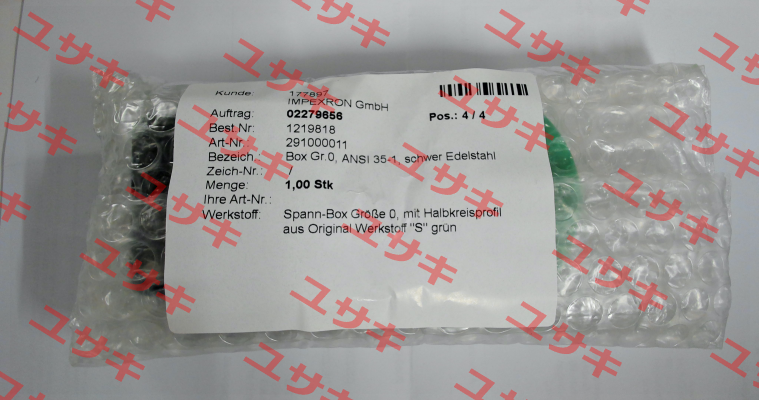 Kunde: 177897
IMPEXRON GmbH
Auftrag: 02279656 Pos.: 4 / 4
Best.Nr: 1219818
Art-Nr.: 291000011
Bezeich.: Box Gr.0, ANSI 35-1, schwer Edelstahl
Zeich-Nr.: /
Menge: 1,00 Stk
Ihre Art-Nr.:
Werkstoff: Spann-Box Größe 0, mit Halbkreisprofil
aus Original Werkstoff "S" grün
ユサキ